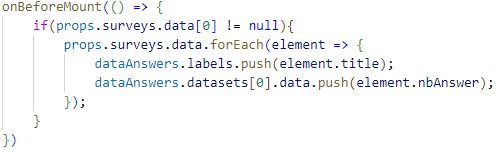 onBeforeMount(() => {
    if(props.surveys.data[0] != null){
        props.surveys.data.forEach(element => {
            dataAnswers.labels.push(element.title);
            dataAnswers.datasets[0].data.push(element.nbAnswer);
        });
    }
})